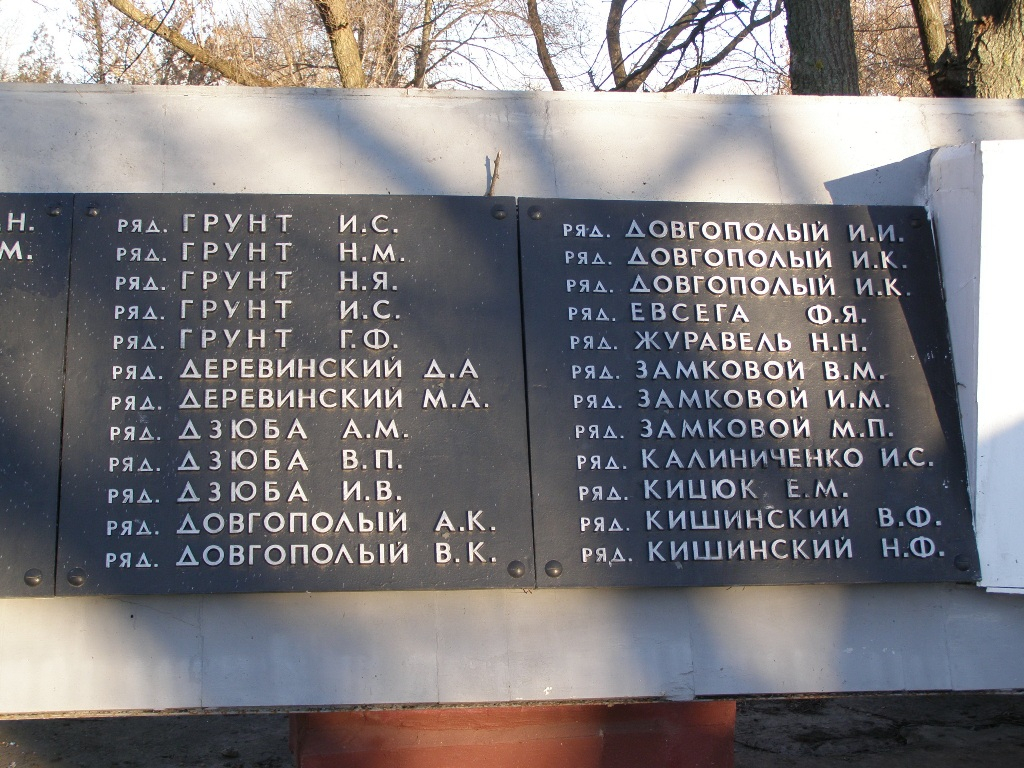 .Н.
М.
РЯД. ГРУНТ И.С.
РЯД. ГРУНТ Н.М.
РЯД. ГРУНТ Н.Я.
РЯД. ГРУНТ И.С.
РЯД. ГРУНТ Г.Ф.
РЯД. ДЕРЕВИНСКИЙ Д.А
РЯД. ДЕРЕВИНСКИЙ М.А.
РЯД. ДЗЮБА А.М.
РЯД. ДЗЮБА В.П.
РЯД. ДЗЮБА И.В.
РЯД. ДОВГОПОЛЫЙ А.К.
РЯД. ДОВГОПОЛЫЙ В.К.
РЯД. ДОВГОПОЛЫЙ И.И.
РЯД. ДОВГОПОЛЫЙ И.К.
РЯД. ДОВГОПОЛЫЙ И.К.
РЯД. ЕВСЕГА Ф.Я.
РЯД. ЖУРАВЕЛЬ Н.Н.
РЯД. ЗАМКОВОЙ В.М.
РЯД. ЗАМКОВОЙ И.М.
РЯД. ЗАМКОВОЙ М.П.
РЯД. КАЛИНИЧЕНКО И.С.
РЯД. КИЦЮК Е.М.
РЯД. КИШИНСКИЙ В.Ф.
РЯД. КИШИНСКИЙ Н.Ф.